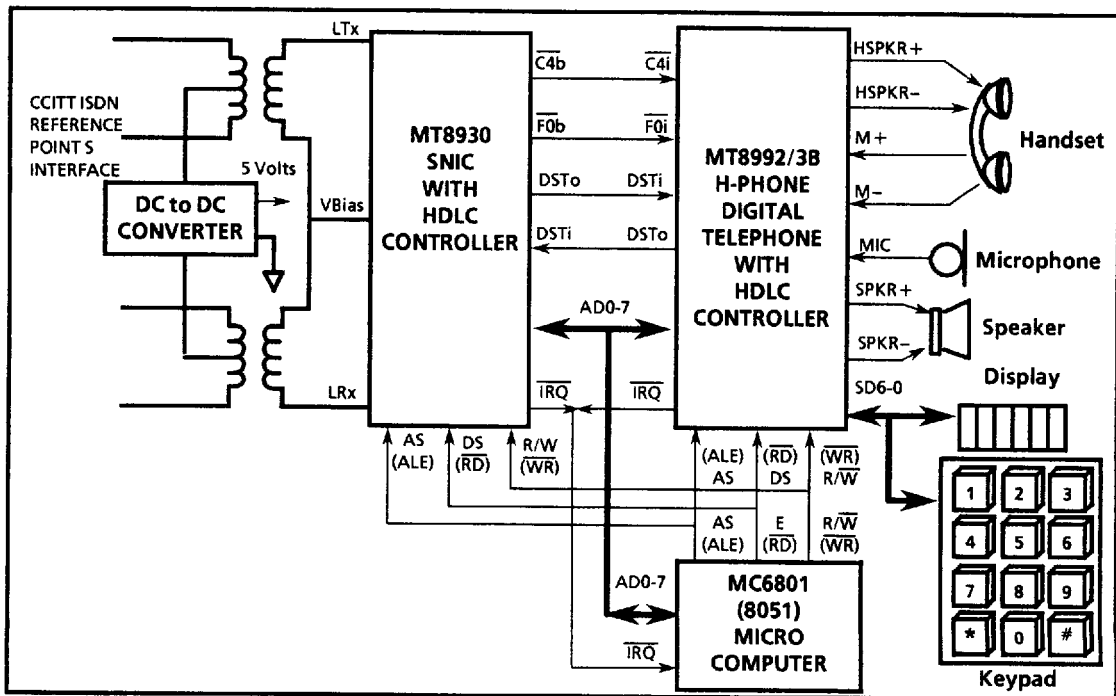 CCITT ISDN
REFERENCE
POINT S
INTERFACE
5 Volts
DC to DC
CONVERTER
LTx
VBias
LRx
MT8930
SNIC
WITH
HDLC
CONTROLLER
C4b
C4i
F0b
F0i
DSTo
DSTi
DSTi
DSTo
AD0-7
IRQ
IRQ
MT8992/3B
H-PHONE
DIGITAL
TELEPHONE
WITH
HDLC
CONTROLLER
HSPKR+
HSPKR-
M+
M-
MIC
SPKR+
SPKR-
SD6-0
Handset
Microphone
Speaker
Display
AS
(ALE)
DS
(RD)
R/W
(WR)
(ALE)
AS
(RD)
DS
(WR)
R/W
AS
(ALE)
E
(RD)
R/W
(WR)
AD0-7
IRQ
MC6801
(8051)
MICRO
COMPUTER
1 2 3
4 5 6
7 8 9
* 0 #
Keypad